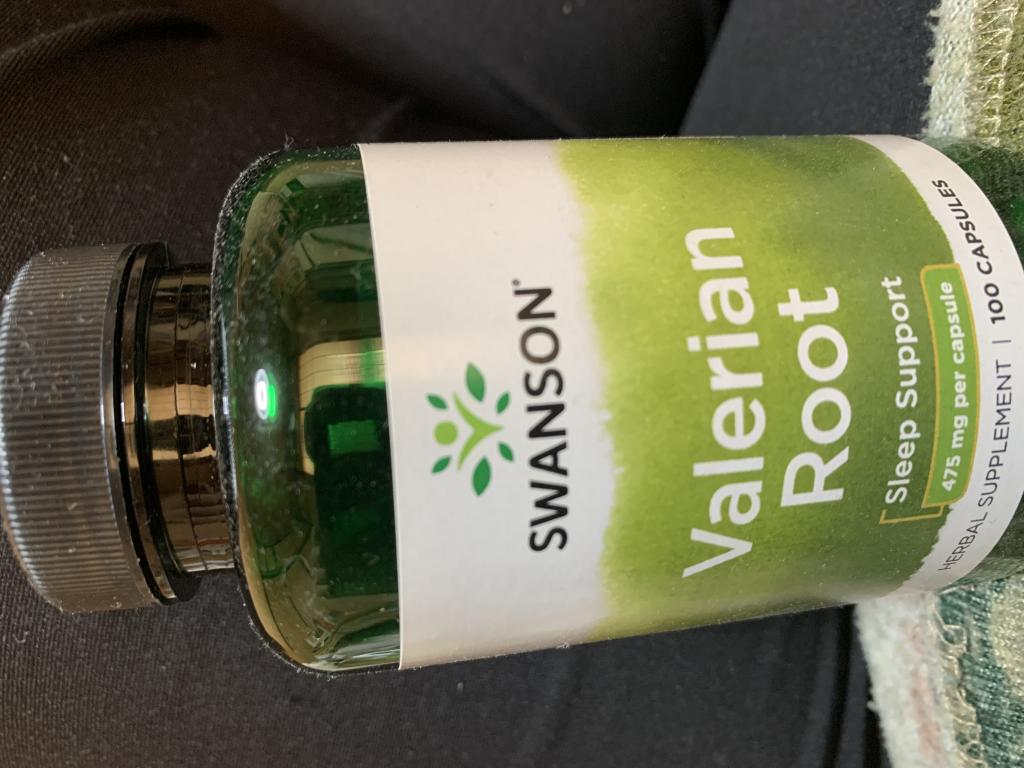 SWANSON®
Valerian
Root
Sleep Support
475 mg per capsule
HERBAL SUPPLEMENT | 100 CAPSULES